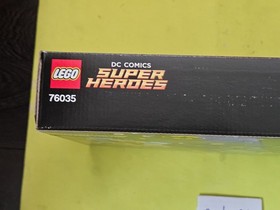 LEGO
DC COMICS
SUPER
HEROES
76035